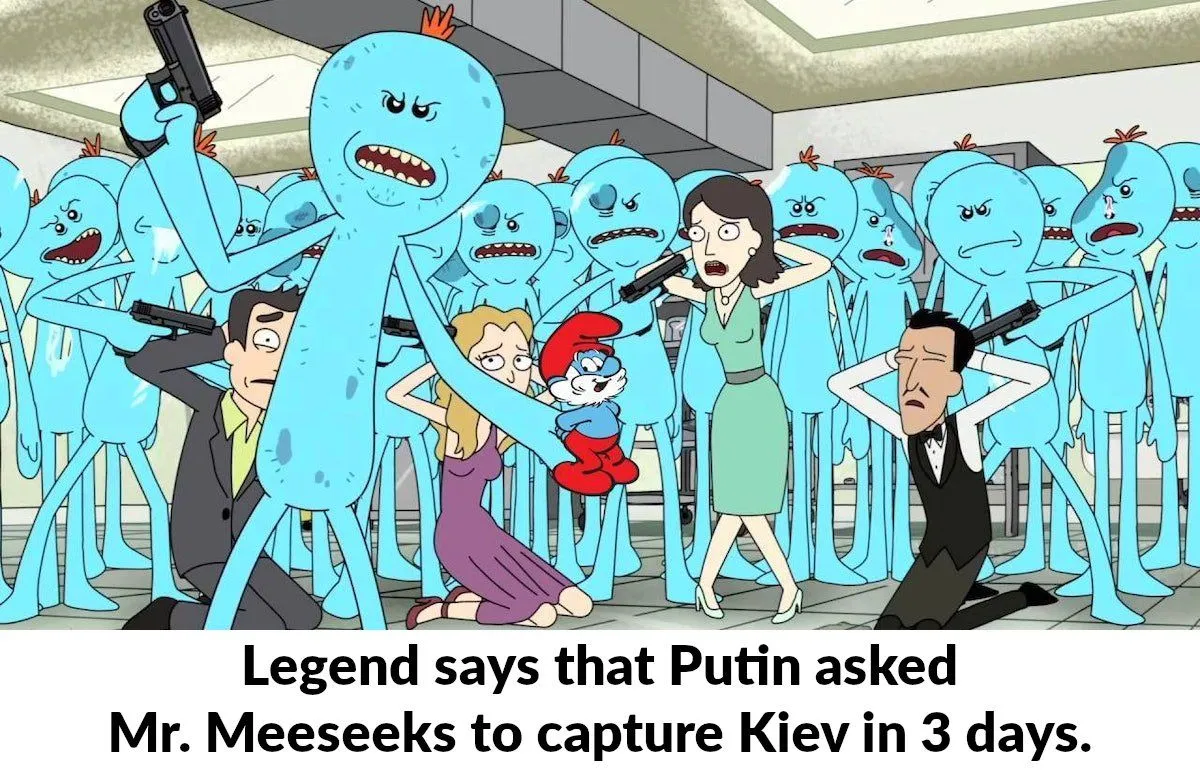 Legend says that Putin asked
Mr. Meeseeks to capture Kiev in 3 days.